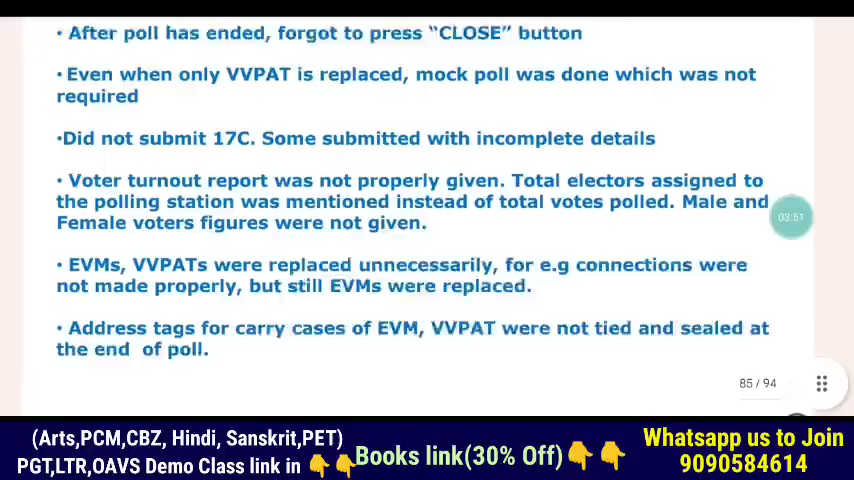 • After poll has ended, forgot to press “CLOSE” button
• Even when only VVPAT is replaced, mock poll was done which was not
required
•Did not submit 17C. Some submitted with incomplete details
• Voter turnout report was not properly given. Total electors assigned to
the polling station was mentioned instead of total votes polled. Male and
Female voters figures were not given.
03:51
• EVMs, VVPATs were replaced unnecessarily, for e.g connections were
not made properly, but still EVMs were replaced.
• Address tags for carry cases of EVM, VVPAT were not tied and sealed at
the end of poll.
85 / 94
(Arts,PCM,CBZ, Hindi, Sanskrit,PET)
PGT,LTR,OAVS Demo Class link in 👇 👇
Books link(30% Off)👇 👇
Whatsapp us to Join
9090584614